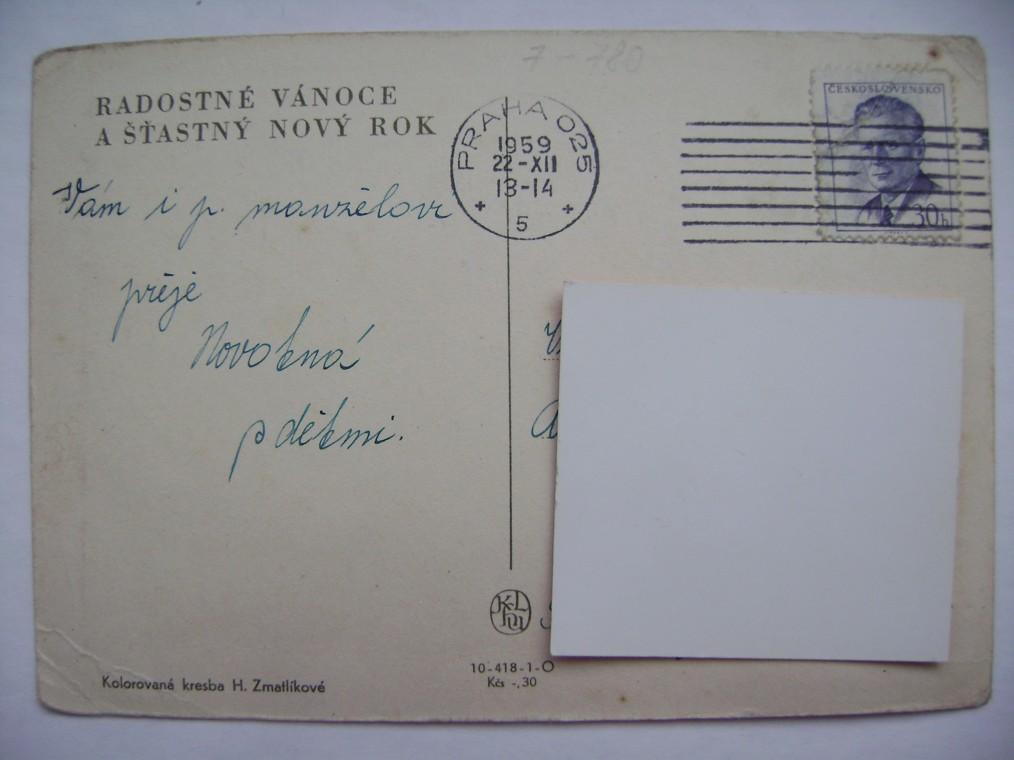 7-780
RADOSTNÉ VÁNOCE
A ŠŤASTNÝ NOVÝ ROK
Vám i p. manželovi
přeje
Novotná
s dětmi.
PRAHA 025
1959
22-XII
13-14
+ 5 +
ČESKOSLOVENSKO
30h
10-418-1-O
Kčs -,30
Kolorovaná kresba H. Zmatlíkové